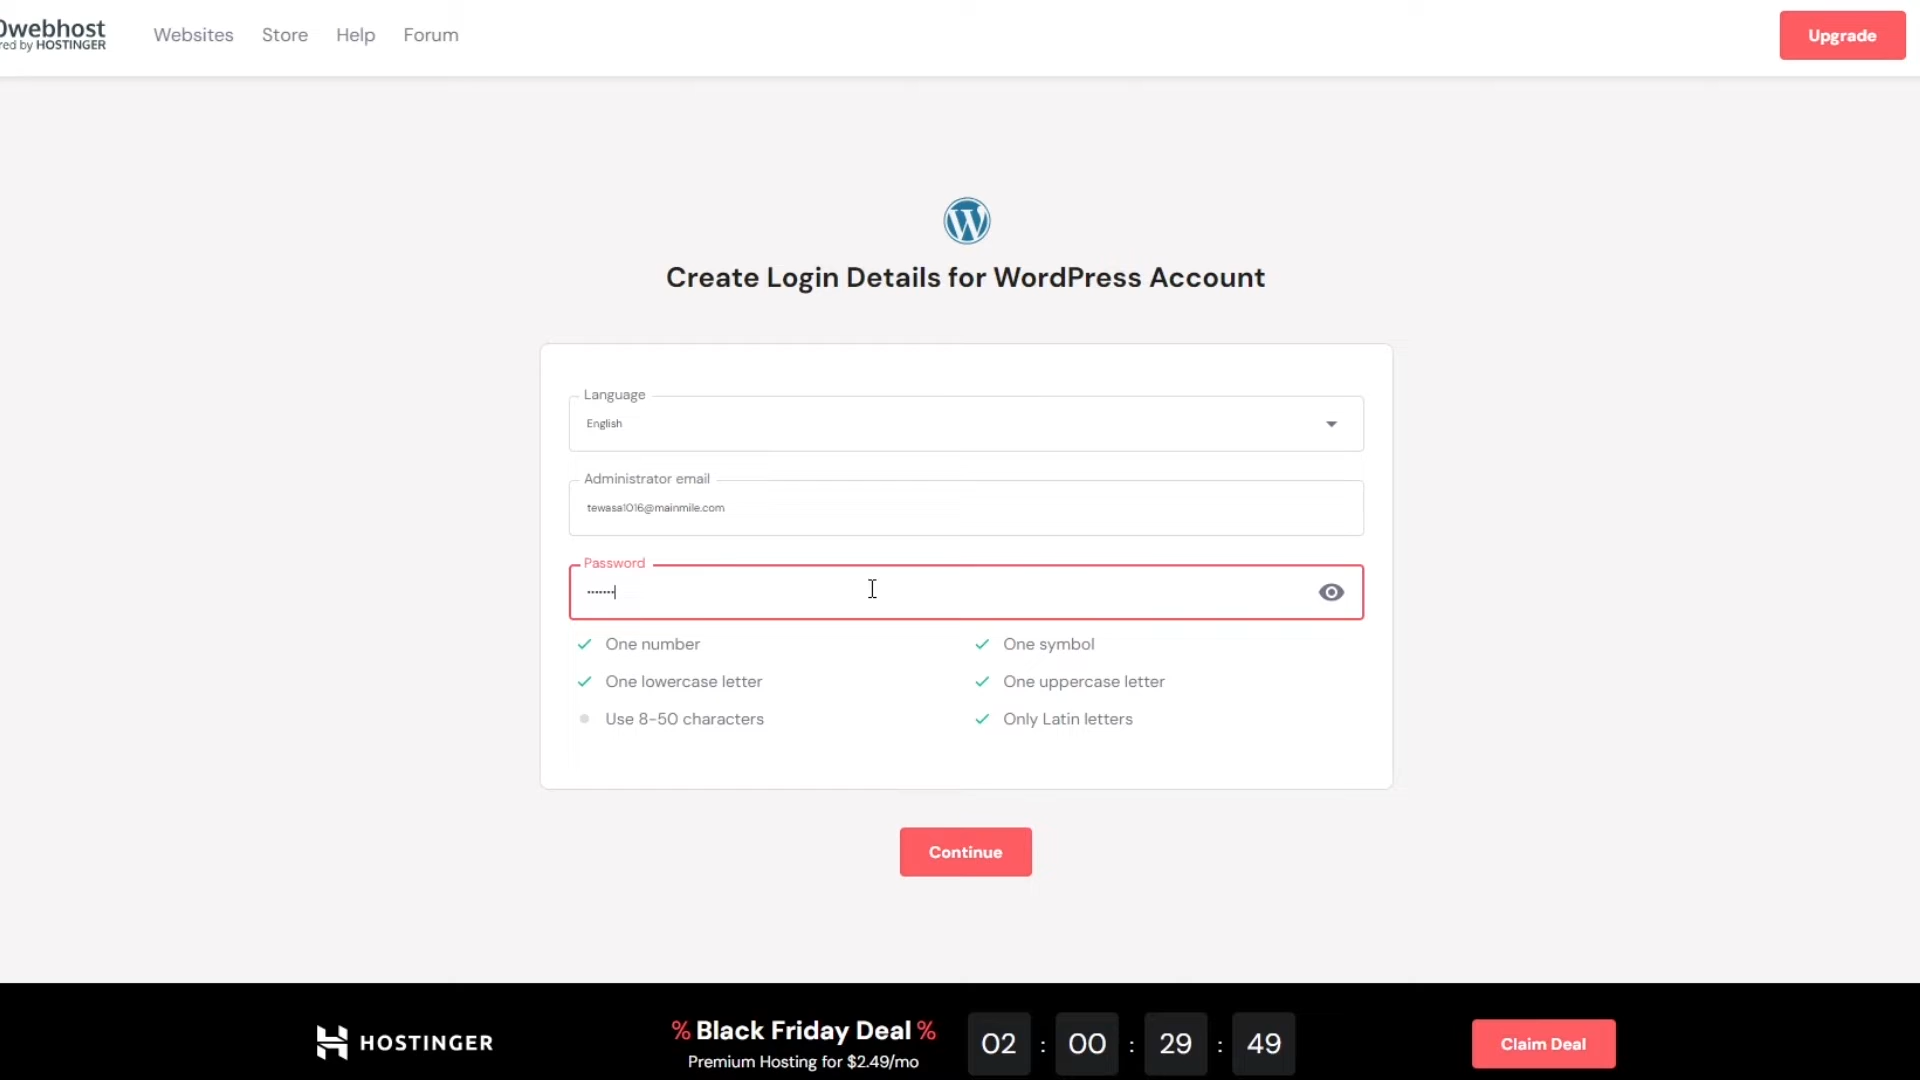 0webhost
red by HOSTINGER
Websites
Store
Help
Forum
Upgrade
Create Login Details for WordPress Account
Language
English
Administrator email
tewasa1016@mainmile.com
Password
•••••••
One number
One symbol
One lowercase letter
One uppercase letter
Use 8-50 characters
Only Latin letters
Continue
HOSTINGER
% Black Friday Deal %
Premium Hosting for $2.49/mo
02 : 00 : 29 : 49
Claim Deal